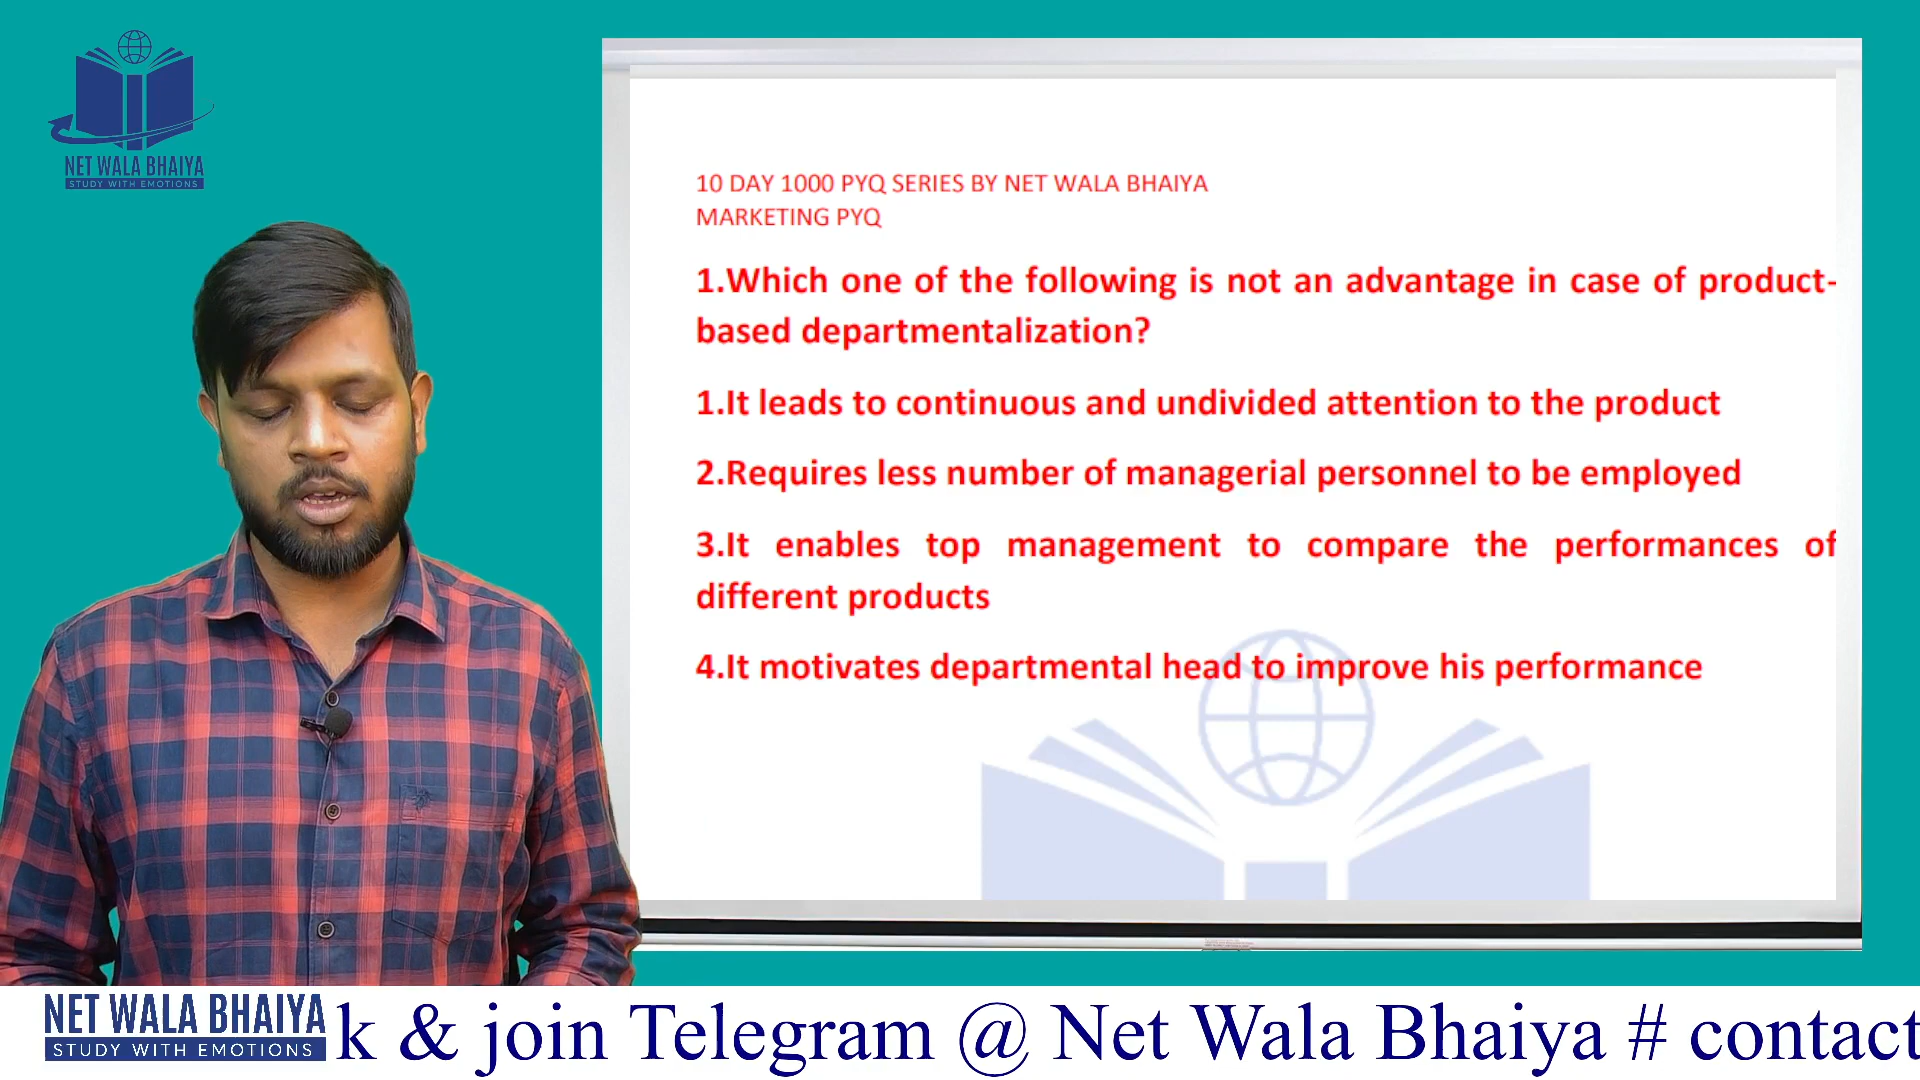 NET WALA BHAIYA
STUDY WITH EMOTIONS
10 DAY 1000 PYQ SERIES BY NET WALA BHAIYA
MARKETING PYQ
1.Which one of the following is not an advantage in case of product-
based departmentalization?
1.It leads to continuous and undivided attention to the product
2.Requires less number of managerial personnel to be employed
3.It enables top management to compare the performances of
different products
4.It motivates departmental head to improve his performance
NET WALA BHAIYA
STUDY WITH EMOTIONS
k & join Telegram @ Net Wala Bhaiya # contact